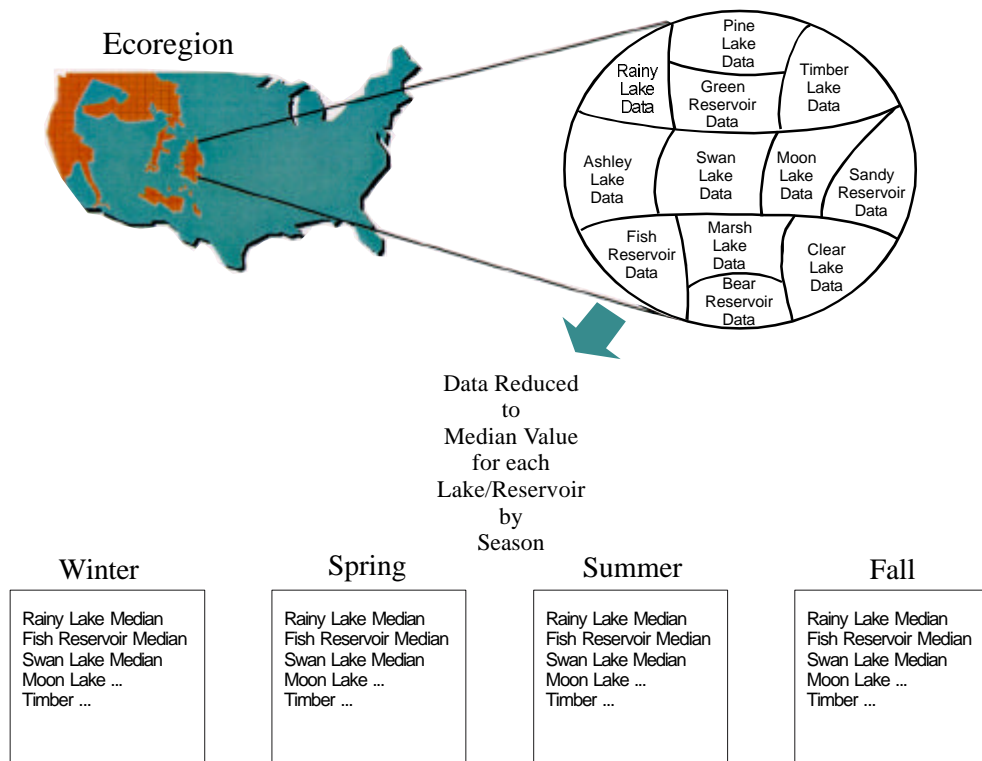 Ecoregion
Pine
Lake
Data
Rainy
Lake
Data
Green
Reservoir
Data
Timber
Lake
Data
Ashley
Lake
Data
Swan
Lake
Data
Moon
Lake
Data
Sandy
Reservoir
Data
Fish
Reservoir
Data
Marsh
Lake
Data
Clear
Lake
Data
Bear
Reservoir
Data
Data Reduced
to
Median Value
for each
Lake/Reservoir
by
Season
Winter
Rainy Lake Median
Fish Reservoir Median
Swan Lake Median
Moon Lake ...
Timber ...
Spring
Rainy Lake Median
Fish Reservoir Median
Swan Lake Median
Moon Lake ...
Timber ...
Summer
Rainy Lake Median
Fish Reservoir Median
Swan Lake Median
Moon Lake ...
Timber ...
Fall
Rainy Lake Median
Fish Reservoir Median
Swan Lake Median
Moon Lake ...
Timber ...